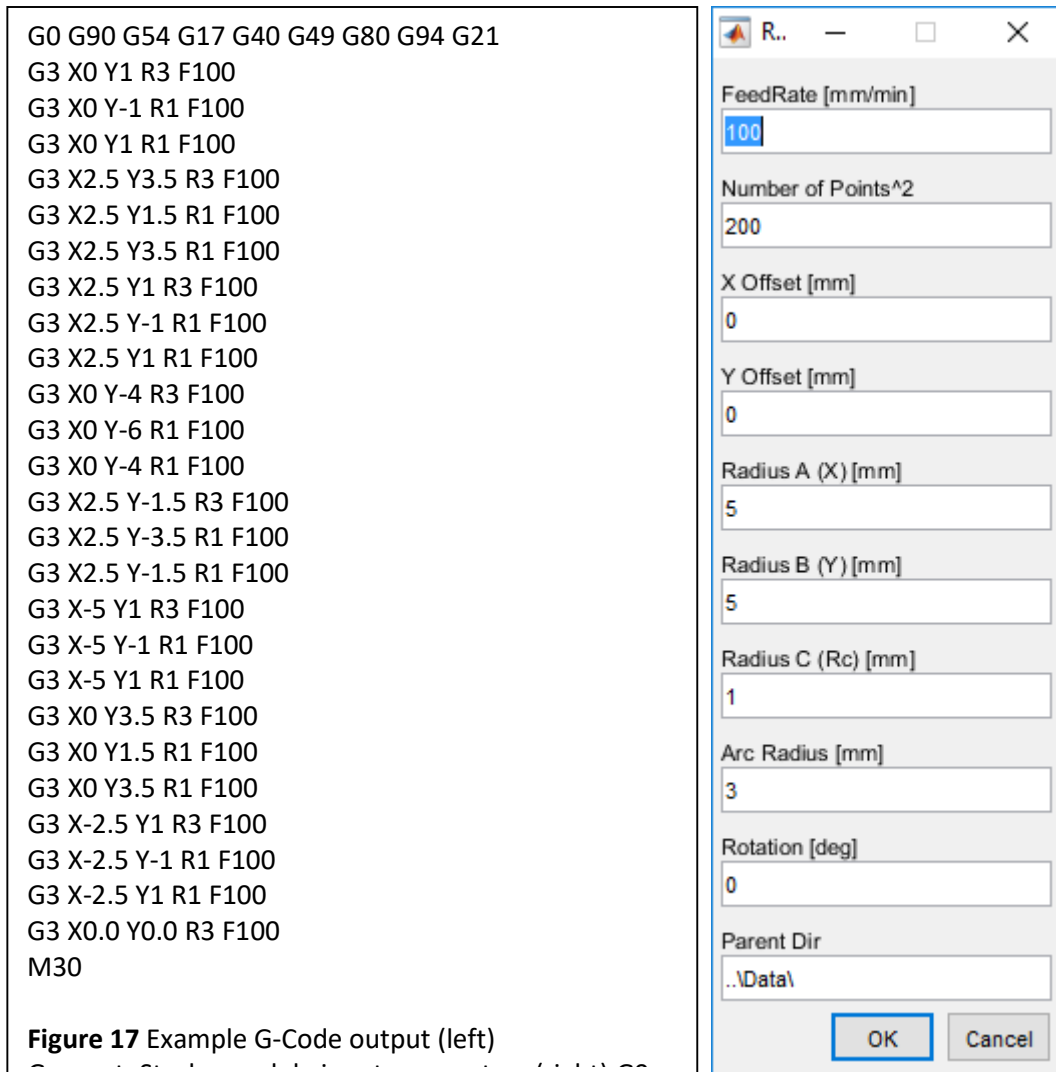 G0 G90 G54 G17 G40 G49 G80 G94 G21
G3 X0 Y1 R3 F100
G3 X0 Y-1 R1 F100
G3 X0 Y1 R1 F100
G3 X2.5 Y3.5 R3 F100
G3 X2.5 Y1.5 R1 F100
G3 X2.5 Y3.5 R1 F100
G3 X2.5 Y1 R3 F100
G3 X2.5 Y-1 R1 F100
G3 X2.5 Y1 R1 F100
G3 X0 Y-4 R3 F100
G3 X0 Y-6 R1 F100
G3 X0 Y-4 R1 F100
G3 X2.5 Y-1.5 R3 F100
G3 X2.5 Y-3.5 R1 F100
G3 X2.5 Y-1.5 R1 F100
G3 X-5 Y1 R3 F100
G3 X-5 Y-1 R1 F100
G3 X-5 Y1 R1 F100
G3 X0 Y3.5 R3 F100
G3 X0 Y1.5 R1 F100
G3 X0 Y3.5 R1 F100
G3 X-2.5 Y1 R3 F100
G3 X-2.5 Y-1 R1 F100
G3 X-2.5 Y1 R1 F100
G3 X0.0 Y0.0 R3 F100
M30
Figure 17 Example G-Code output (left)
R..
FeedRate [mm/min]
100
Number of Points^2
200
X Offset [mm]
0
Y Offset [mm]
0
Radius A (X) [mm]
5
Radius B (Y) [mm]
5
Radius C (Rc) [mm]
1
Arc Radius [mm]
3
Rotation [deg]
0
Parent Dir
..\Data\
OK Cancel